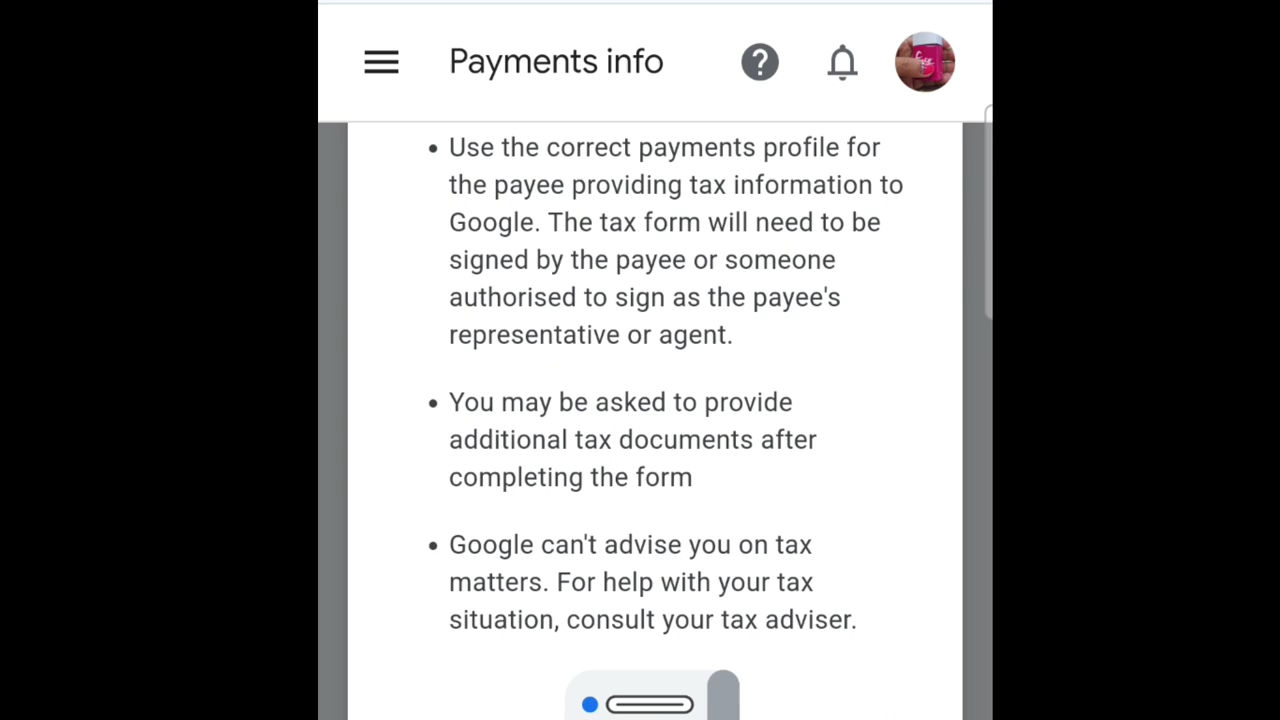 Payments info
• Use the correct payments profile for
the payee providing tax information to
Google. The tax form will need to be
signed by the payee or someone
authorised to sign as the payee's
representative or agent.
• You may be asked to provide
additional tax documents after
completing the form
• Google can't advise you on tax
matters. For help with your tax
situation, consult your tax adviser.